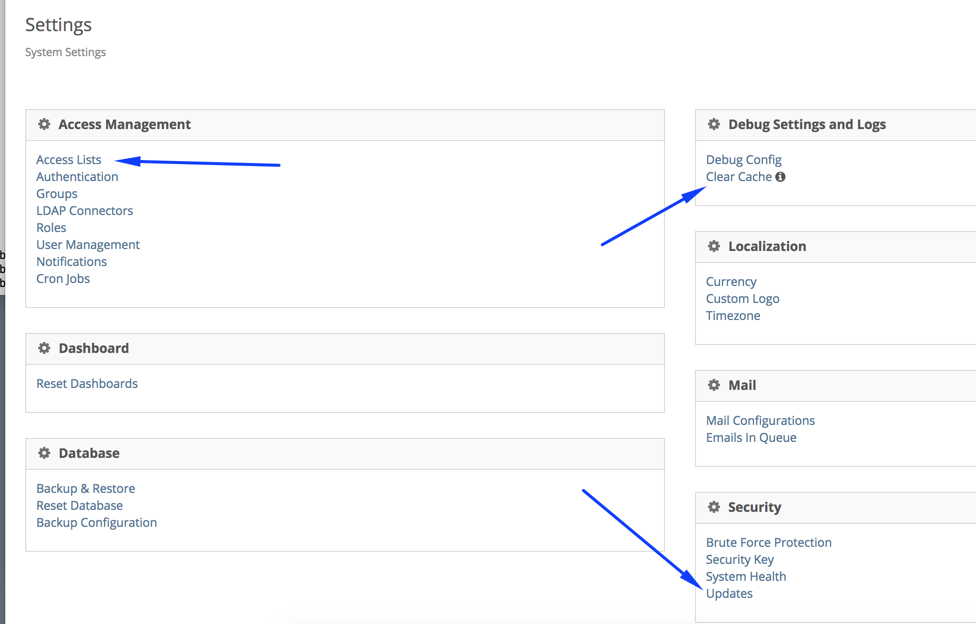 Settings
System Settings
Access Management
Access Lists
Authentication
Groups
LDAP Connectors
Roles
User Management
Notifications
Cron Jobs
Dashboard
Reset Dashboards
Database
Backup & Restore
Reset Database
Backup Configuration
Debug Settings and Logs
Debug Config
Clear Cache
Localization
Currency
Custom Logo
Timezone
Mail
Mail Configurations
Emails In Queue
Security
Brute Force Protection
Security Key
System Health
Updates
b
b
b